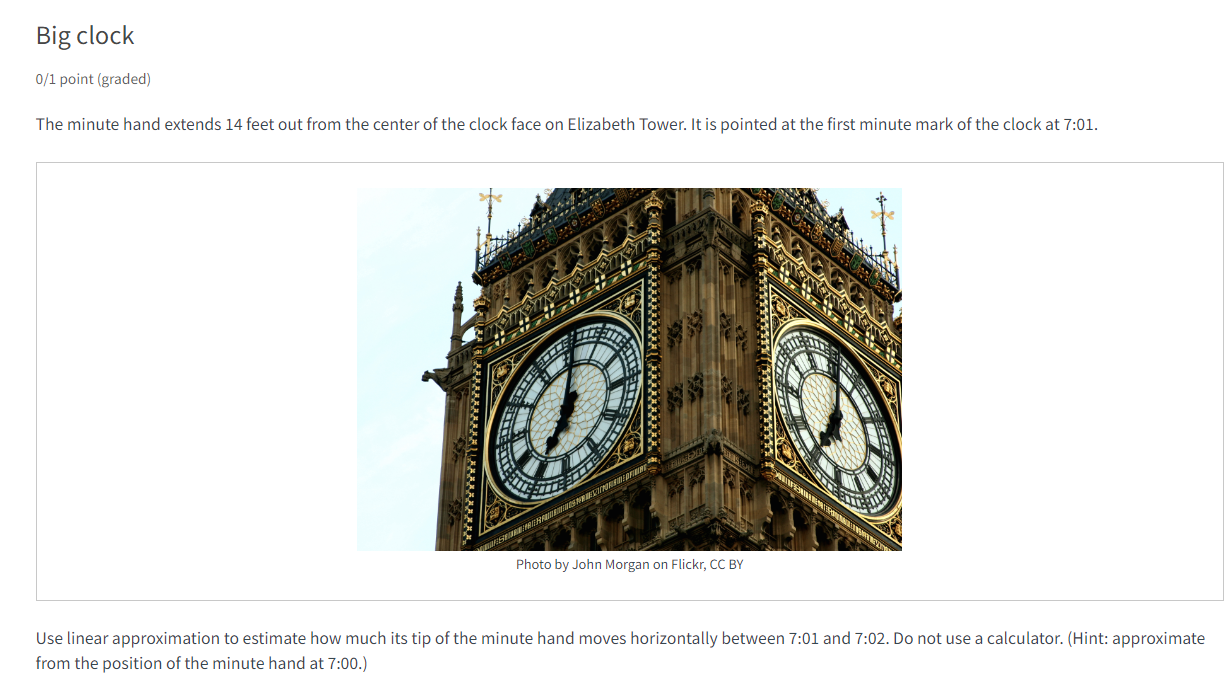 Big clock
0/1 point (graded)
The minute hand extends 14 feet out from the center of the clock face on Elizabeth Tower. It is pointed at the first minute mark of the clock at 7:01.
Photo by John Morgan on Flickr, CC BY
Use linear approximation to estimate how much its tip of the minute hand moves horizontally between 7:01 and 7:02. Do not use a calculator. (Hint: approximate
from the position of the minute hand at 7:00.)